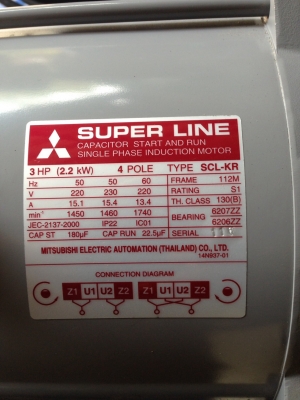 SUPER LINE
CAPACITOR START AND RUN
SINGLE PHASE INDUCTION MOTOR
3 HP (2.2 kW) 4 POLE TYPE SCL-KR
Hz 50 50 60 FRAME 112M
V 220 230 220 RATING S1
A 15.1 15.4 13.4 TH. CLASS 130(B)
min⁻¹ 1450 1460 1740 BEARING 6207ZZ
JEC-2137-2000 IP22 IC01 6206ZZ
CAP ST 180µF CAP RUN 22.5µF SERIAL
MITSUBISHI ELECTRIC AUTOMATION (THAILAND) CO., LTD.
14N937-01
CONNECTION DIAGRAM
Z1 U1 U2 Z2 Z1 U1 U2 Z2